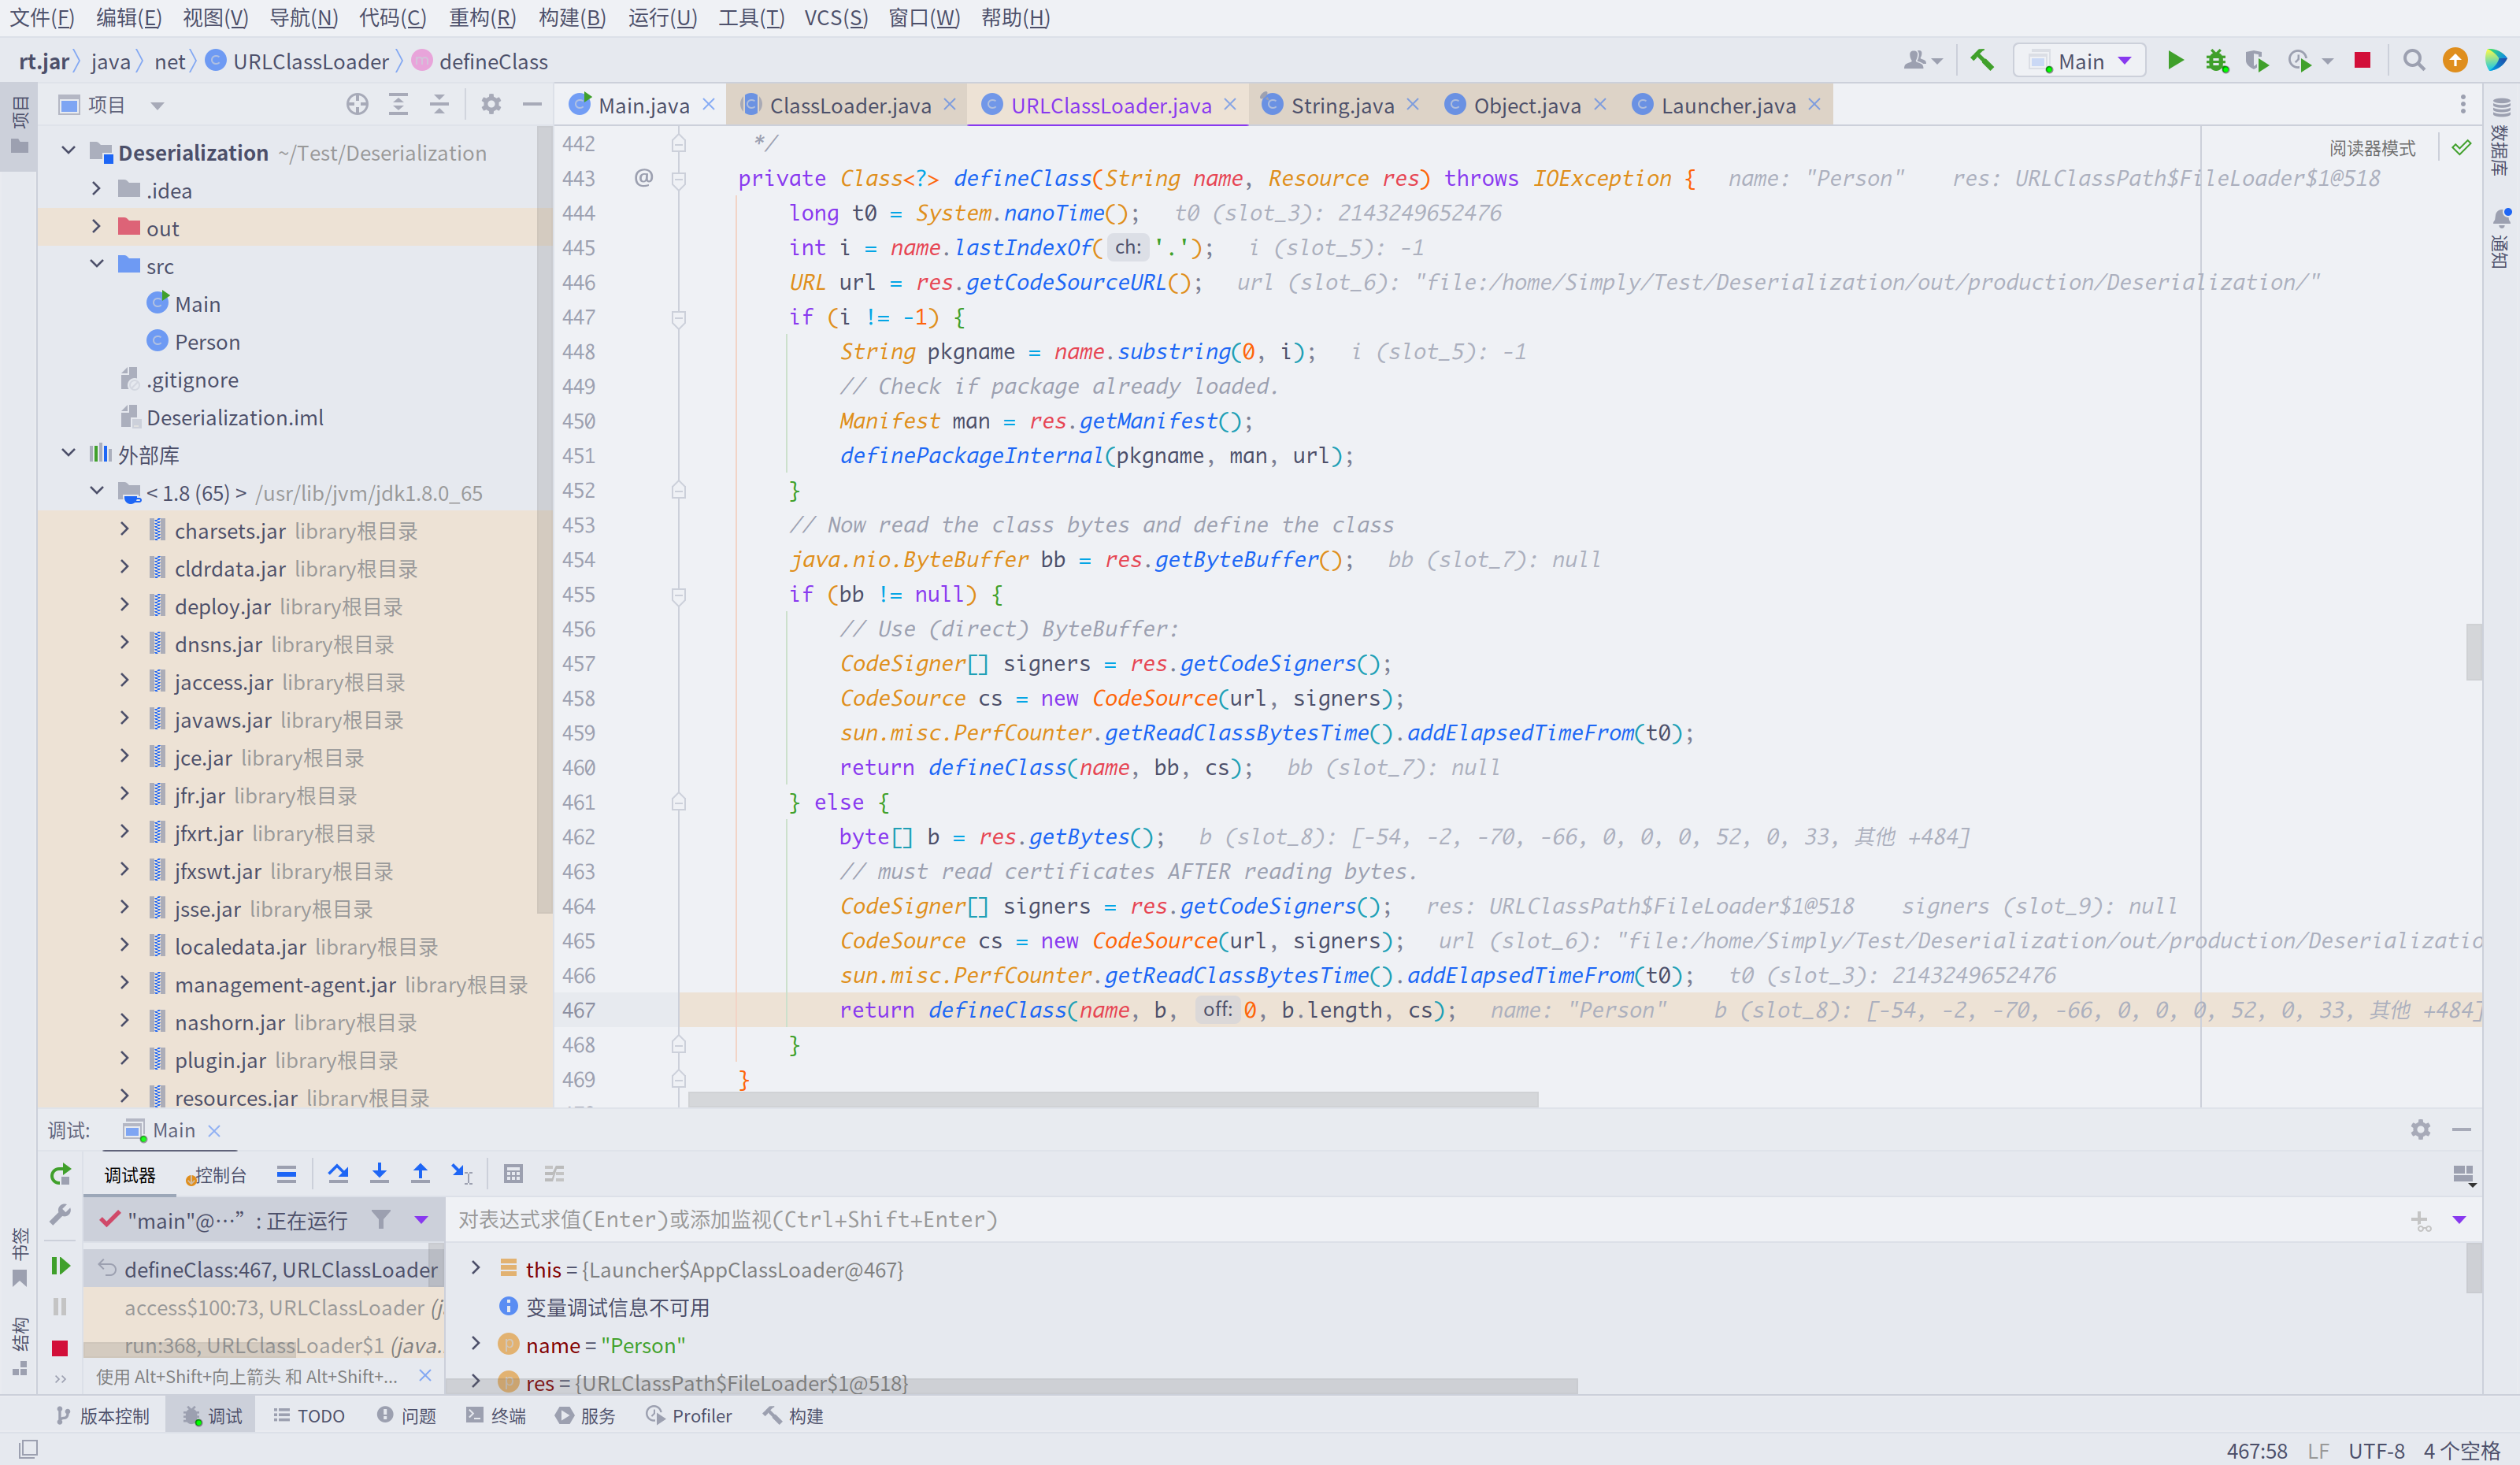 文件(F) 编辑(E) 视图(V) 导航(N) 代码(C) 重构(R) 构建(B) 运行(U) 工具(T) VCS(S) 窗口(W) 帮助(H)
rt.jar java net URLClassLoader defineClass
Main
项目
项目
Main.java ClassLoader.java URLClassLoader.java String.java Object.java Launcher.java
Deserialization ~/Test/Deserialization
.idea
out
src
Main
Person
.gitignore
Deserialization.iml
外部库
< 1.8 (65) > /usr/lib/jvm/jdk1.8.0_65
charsets.jar library根目录
cldrdata.jar library根目录
deploy.jar library根目录
dnsns.jar library根目录
jaccess.jar library根目录
javaws.jar library根目录
jce.jar library根目录
jfr.jar library根目录
jfxrt.jar library根目录
jfxswt.jar library根目录
jsse.jar library根目录
localedata.jar library根目录
management-agent.jar library根目录
nashorn.jar library根目录
plugin.jar library根目录
resources.jar library根目录
阅读器模式
442 */
443 @ private Class<?> defineClass(String name, Resource res) throws IOException { name: "Person" res: URLClassPath$FileLoader$1@518
444 long t0 = System.nanoTime(); t0 (slot_3): 2143249652476
445 int i = name.lastIndexOf( ch: '.'); i (slot_5): -1
446 URL url = res.getCodeSourceURL(); url (slot_6): "file:/home/Simply/Test/Deserialization/out/production/Deserialization/"
447 if (i != -1) {
448 String pkgname = name.substring(0, i); i (slot_5): -1
449 // Check if package already loaded.
450 Manifest man = res.getManifest();
451 definePackageInternal(pkgname, man, url);
452 }
453 // Now read the class bytes and define the class
454 java.nio.ByteBuffer bb = res.getByteBuffer(); bb (slot_7): null
455 if (bb != null) {
456 // Use (direct) ByteBuffer:
457 CodeSigner[] signers = res.getCodeSigners();
458 CodeSource cs = new CodeSource(url, signers);
459 sun.misc.PerfCounter.getReadClassBytesTime().addElapsedTimeFrom(t0);
460 return defineClass(name, bb, cs); bb (slot_7): null
461 } else {
462 byte[] b = res.getBytes(); b (slot_8): [-54, -2, -70, -66, 0, 0, 0, 52, 0, 33, 其他 +484]
463 // must read certificates AFTER reading bytes.
464 CodeSigner[] signers = res.getCodeSigners(); res: URLClassPath$FileLoader$1@518 signers (slot_9): null
465 CodeSource cs = new CodeSource(url, signers); url (slot_6): "file:/home/Simply/Test/Deserialization/out/production/Deserializatio
466 sun.misc.PerfCounter.getReadClassBytesTime().addElapsedTimeFrom(t0); t0 (slot_3): 2143249652476
467 return defineClass(name, b, off: 0, b.length, cs); name: "Person" b (slot_8): [-54, -2, -70, -66, 0, 0, 0, 52, 0, 33, 其他 +484]
468 }
469 }
数据库
通知
书签
结构
调试: Main
调试器 控制台
"main"@…” : 正在运行
对表达式求值(Enter)或添加监视(Ctrl+Shift+Enter)
defineClass:467, URLClassLoader
access$100:73, URLClassLoader (j
run:368, URLClassLoader$1 (java.
使用 Alt+Shift+向上箭头 和 Alt+Shift+...
this = {Launcher$AppClassLoader@467}
变量调试信息不可用
name = "Person"
res = {URLClassPath$FileLoader$1@518}
版本控制 调试 TODO 问题 终端 服务 Profiler 构建
467:58 LF UTF-8 4 个空格